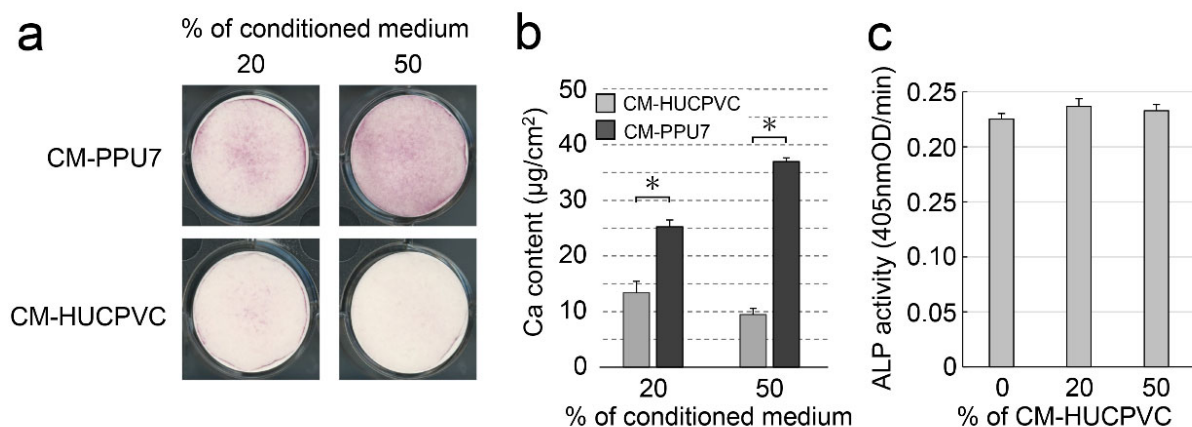 a
% of conditioned medium
20 50
CM-PPU7
CM-HUCPVC
b
Ca content (µg/cm²)
50
40
30
20
10
0
CM-HUCPVC
CM-PPU7
*
*
20 50
% of conditioned medium
c
ALP activity (405nmOD/min)
0.25
0.20
0.25
0.10
0.05
0
0 20 50
% of CM-HUCPVC